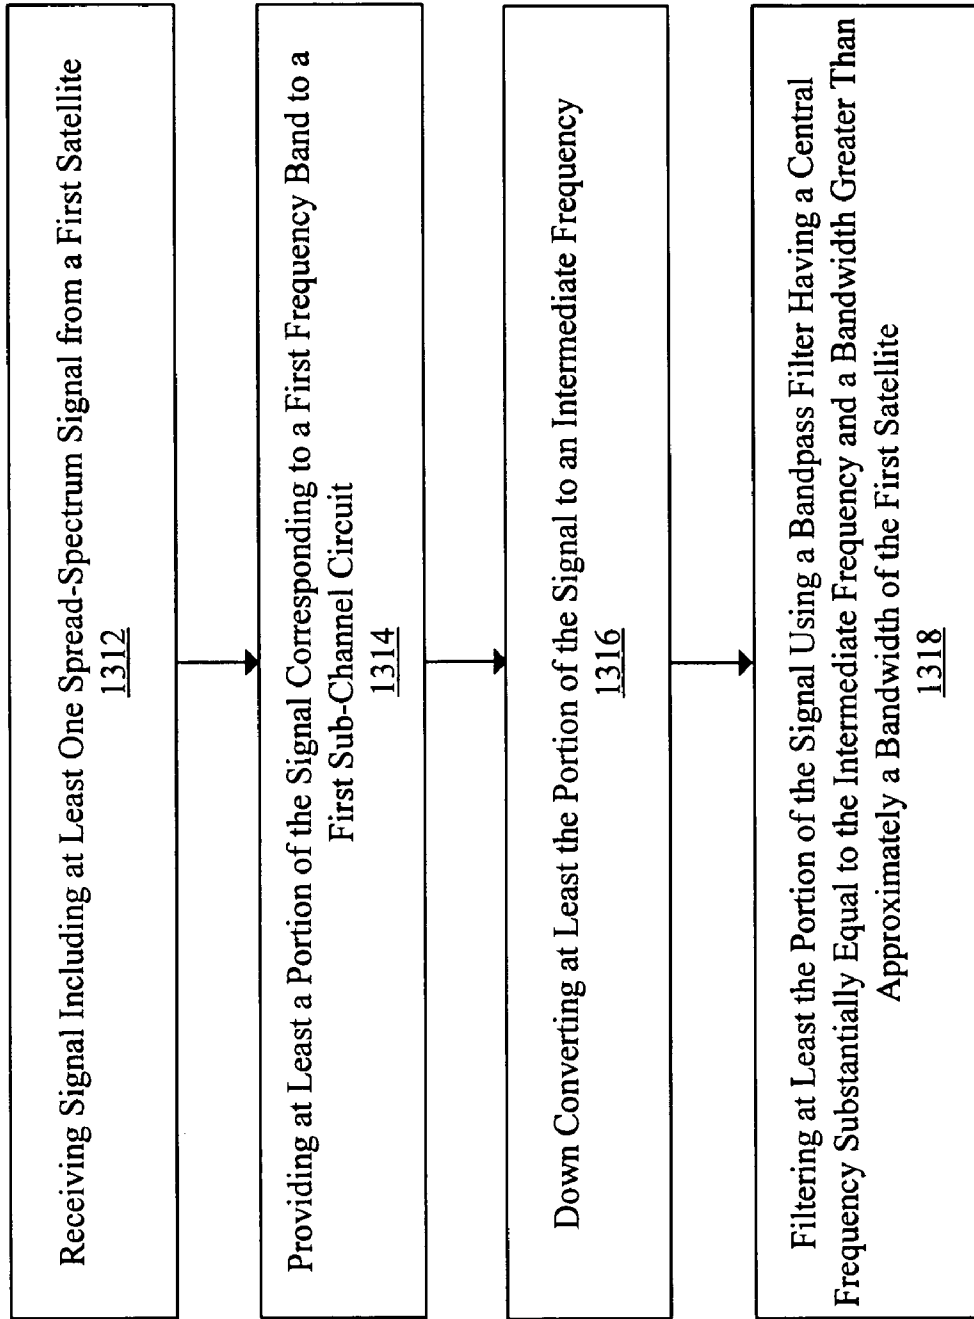 Receiving Signal Including at Least One Spread-Spectrum Signal from a First Satellite
1312
Providing at Least a Portion of the Signal Corresponding to a First Frequency Band to a
First Sub-Channel Circuit
1314
Down Converting at Least the Portion of the Signal to an Intermediate Frequency
1316
Filtering at Least the Portion of the Signal Using a Bandpass Filter Having a Central
Frequency Substantially Equal to the Intermediate Frequency and a Bandwidth Greater Than
Approximately a Bandwidth of the First Satellite
1318